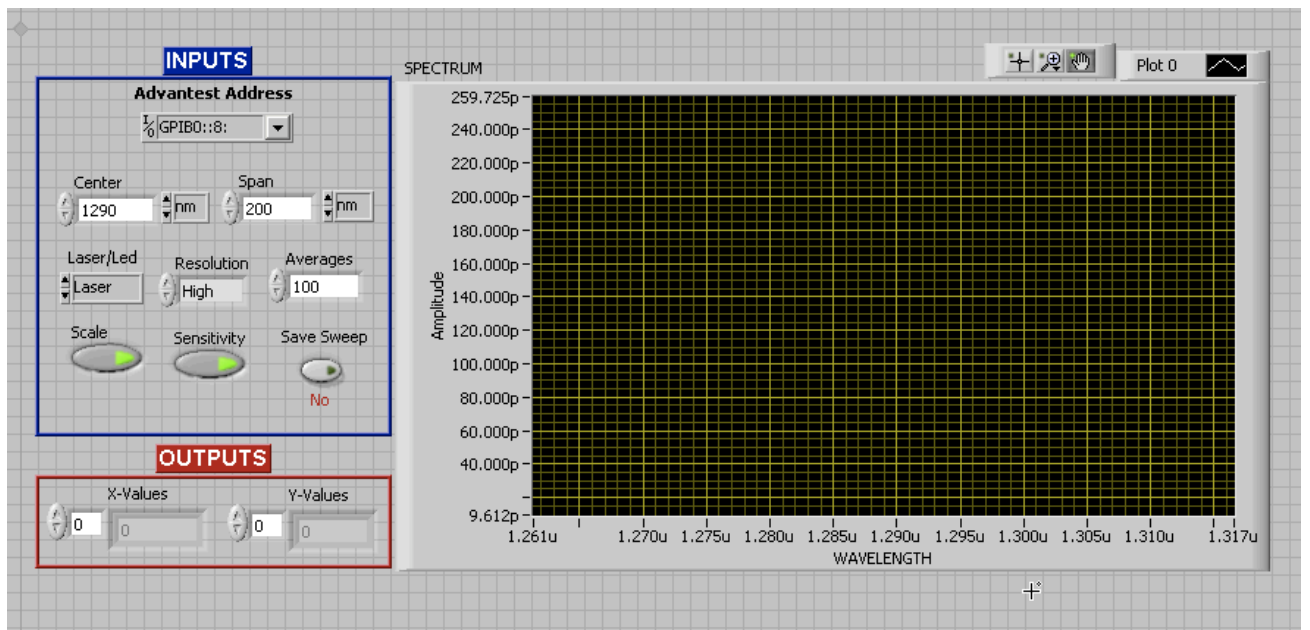 INPUTS
Advantest Address
I/0 GPIB0::8:
Center
Span
1290
nm
200
nm
Laser/Led
Resolution
Averages
Laser
High
100
Scale
Sensitivity
Save Sweep
No
OUTPUTS
X-Values
Y-Values
0
0
0
0
SPECTRUM
Plot 0
259.725p
240.000p
220.000p
200.000p
180.000p
160.000p
140.000p
120.000p
100.000p
80.000p
60.000p
40.000p
9.612p
Amplitude
1.261u 1.270u 1.275u 1.280u 1.285u 1.290u 1.295u 1.300u 1.305u 1.310u 1.317u
WAVELENGTH